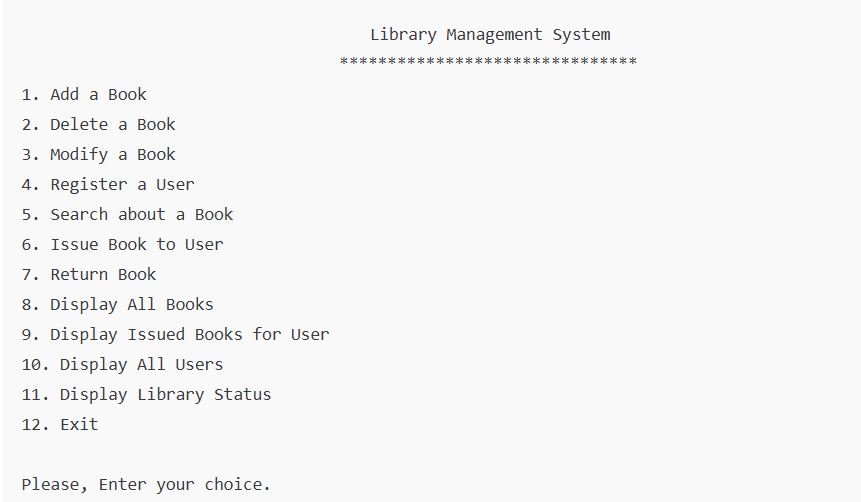 Library Management System
*******************************
1. Add a Book
2. Delete a Book
3. Modify a Book
4. Register a User
5. Search about a Book
6. Issue Book to User
7. Return Book
8. Display All Books
9. Display Issued Books for User
10. Display All Users
11. Display Library Status
12. Exit
Please, Enter your choice.